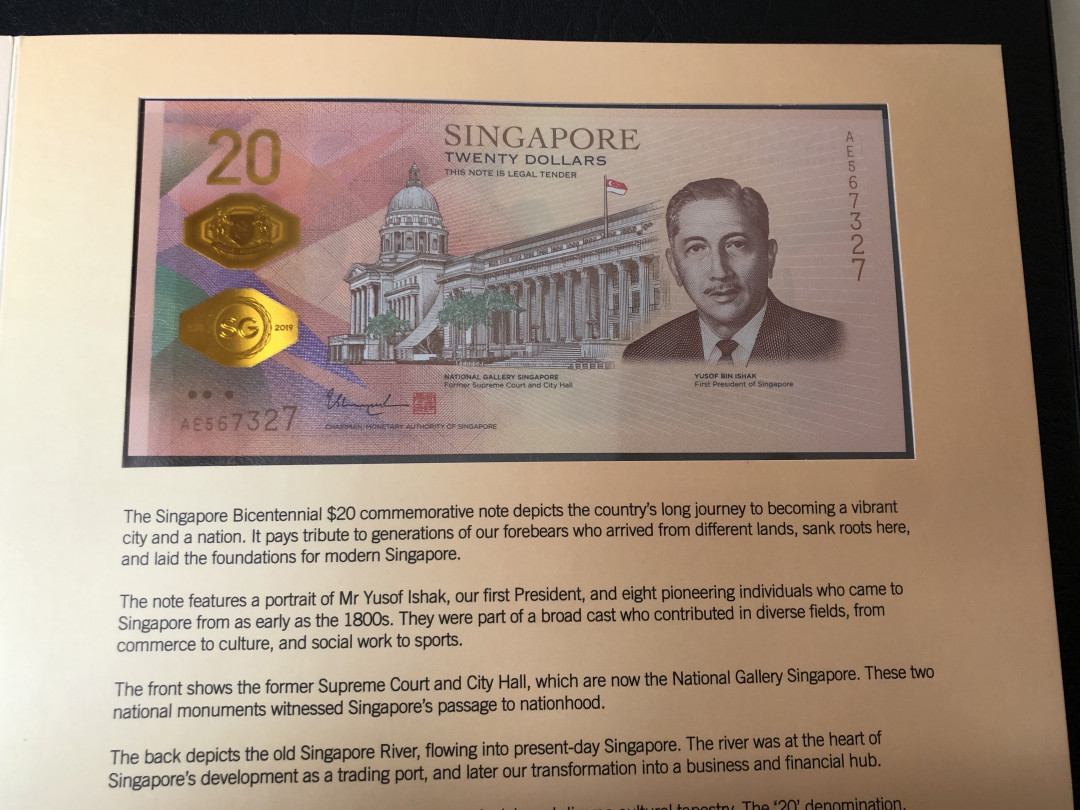 20
SINGAPORE
TWENTY DOLLARS
THIS NOTE IS LEGAL TENDER
AE567327
SG
2019
NATIONAL GALLERY SINGAPORE
Former Supreme Court and City Hall
YUSOF BIN ISHAK
First President of Singapore
AE567327
CHAIRMAN, MONETARY AUTHORITY OF SINGAPORE
The Singapore Bicentennial $20 commemorative note depicts the country's long journey to becoming a vibrant
city and a nation. It pays tribute to generations of our forebears who arrived from different lands, sank roots here,
and laid the foundations for modern Singapore.
The note features a portrait of Mr Yusof Ishak, our first President, and eight pioneering individuals who came to
Singapore from as early as the 1800s. They were part of a broad cast who contributed in diverse fields, from
commerce to culture, and social work to sports.
The front shows the former Supreme Court and City Hall, which are now the National Gallery Singapore. These two
national monuments witnessed Singapore's passage to nationhood.
The back depicts the old Singapore River, flowing into present-day Singapore. The river was at the heart of
Singapore's development as a trading port, and later our transformation into a business and financial hub.
cultural tapestry. The '20' denomination,